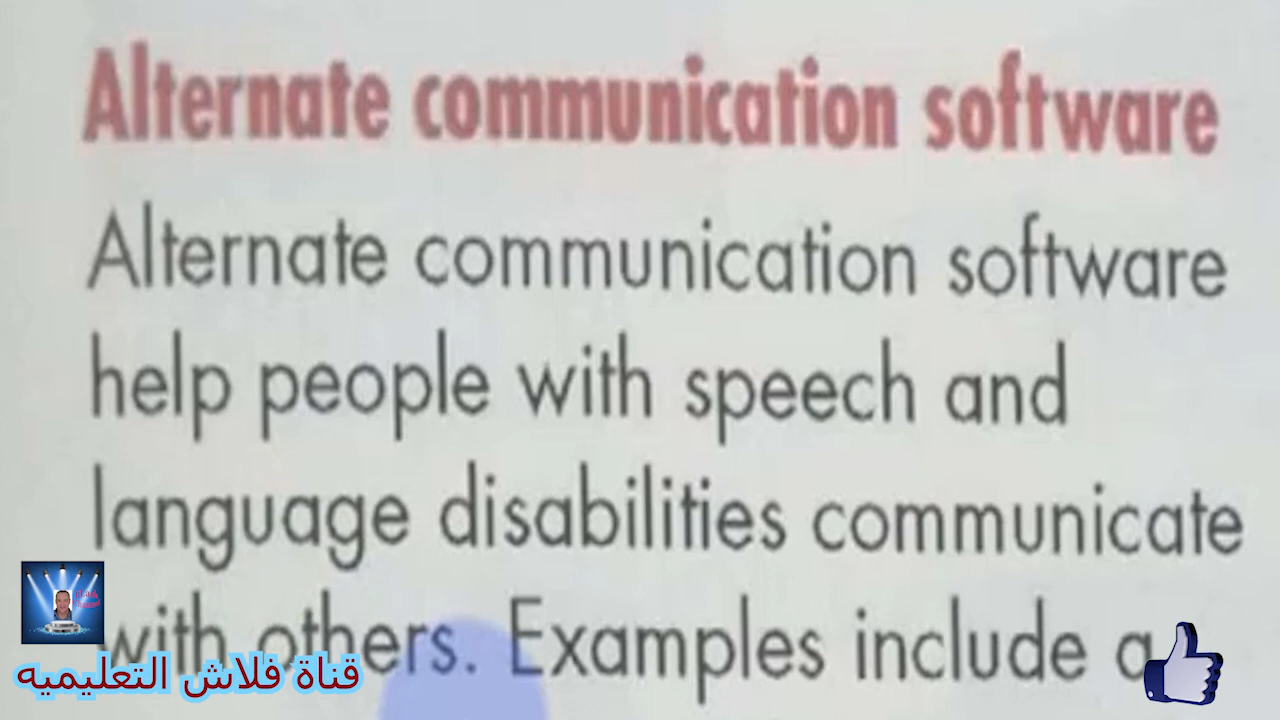 Alternate communication software
Alternate communication software
help people with speech and
language disabilities communicate
with others. Examples include a
قناة فلاش التعليميه